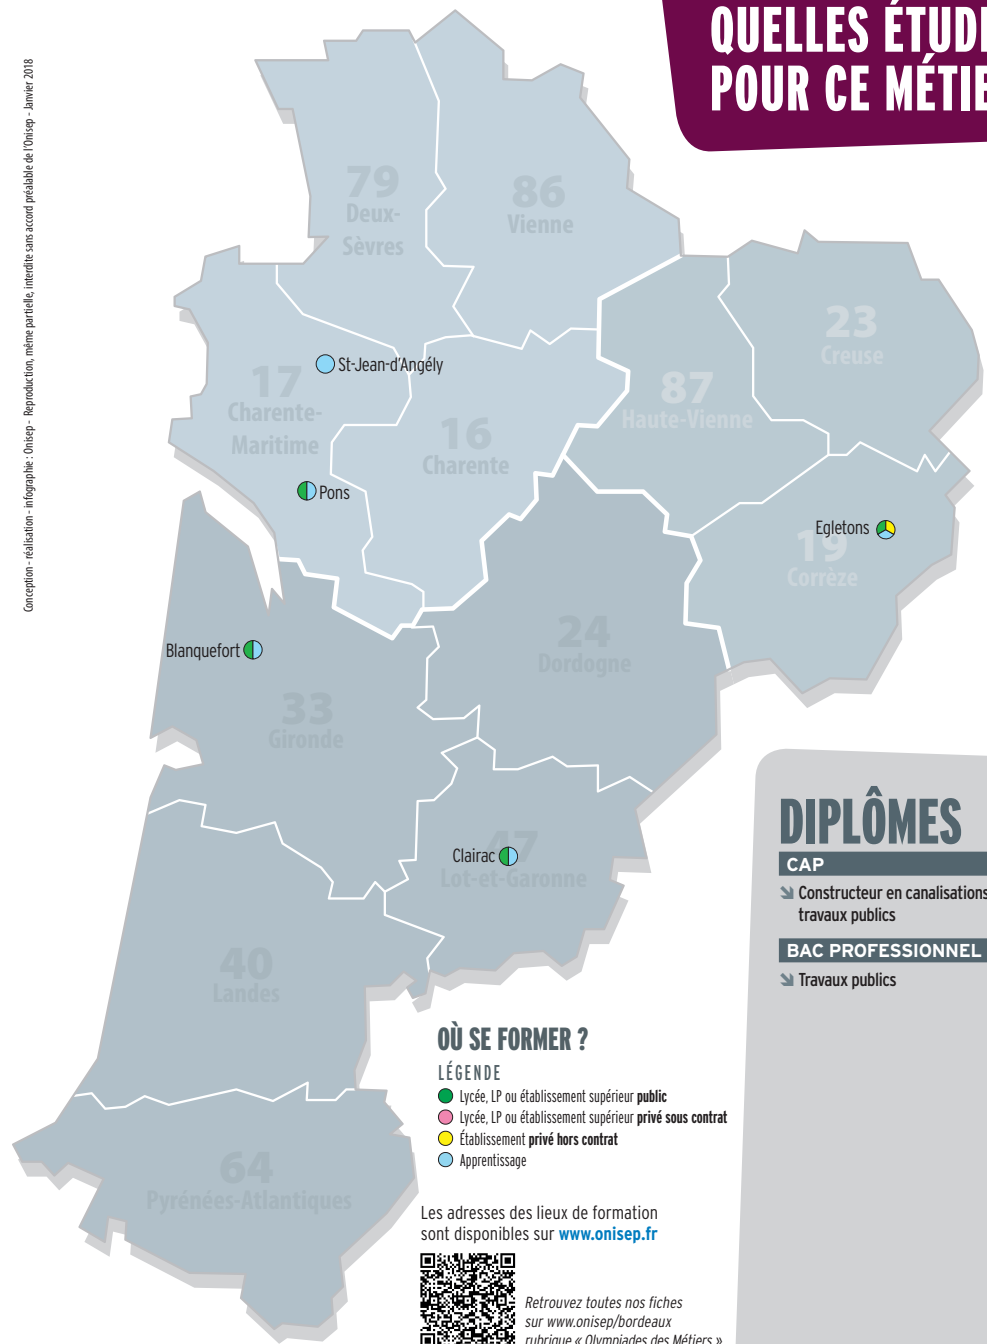 QUELLES ÉTUD
POUR CE MÉTIE
Conception - réalisation - infographie : Onisep - Reproduction, même partielle, interdite sans accord préalable de l'Onisep - Janvier 2018
79
Deux-
Sèvres
86
Vienne
23
Creuse
St-Jean-d'Angély
17
Charente-
Maritime
87
Haute-Vienne
16
Charente
Pons
Egletons
19
Corrèze
24
Dordogne
Blanquefort
33
Gironde
Clairac
47
Lot-et-Garonne
40
Landes
64
Pyrénées-Atlantiques
DIPLÔMES
CAP
Constructeur en canalisations
travaux publics
BAC PROFESSIONNEL
Travaux publics
OÙ SE FORMER ?
LÉGENDE
Lycée, LP ou établissement supérieur public
Lycée, LP ou établissement supérieur privé sous contrat
Établissement privé hors contrat
Apprentissage
Les adresses des lieux de formation
sont disponibles sur www.onisep.fr
Retrouvez toutes nos fiches
sur www.onisep/bordeaux
rubrique « Olympiades des Métiers »